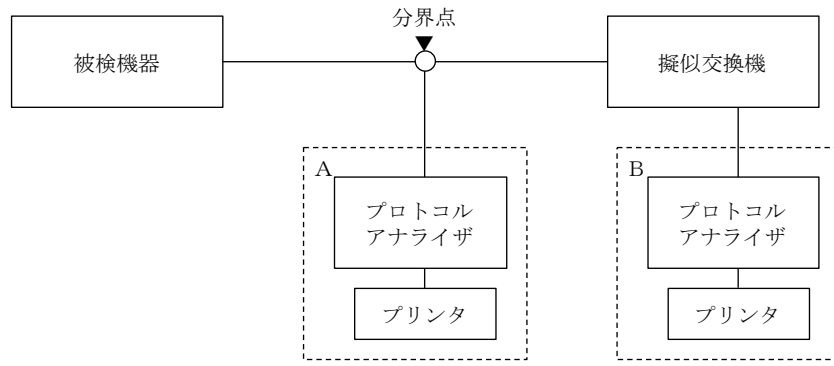 分界点
被検機器
擬似交換機
A
プロトコル
アナライザ
プリンタ
B
プロトコル
アナライザ
プリンタ